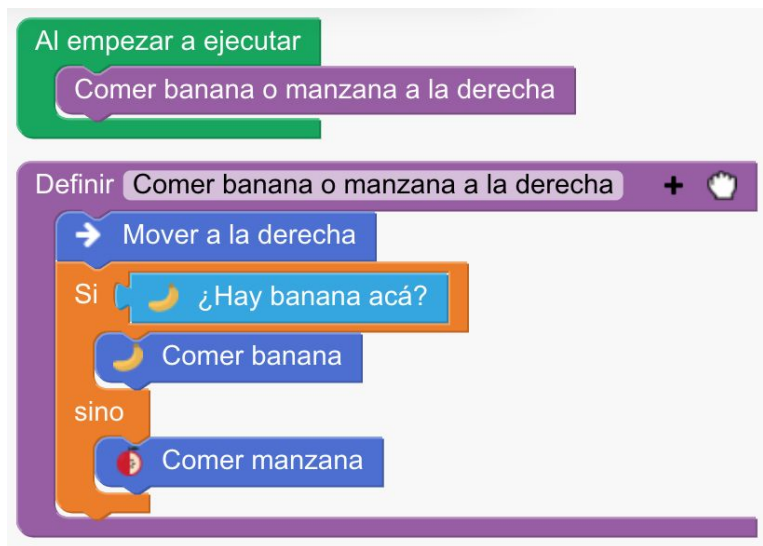 Al empezar a ejecutar
Comer banana o manzana a la derecha
Definir Comer banana o manzana a la derecha +
Mover a la derecha
Si ¿Hay banana acá?
Comer banana
sino
Comer manzana